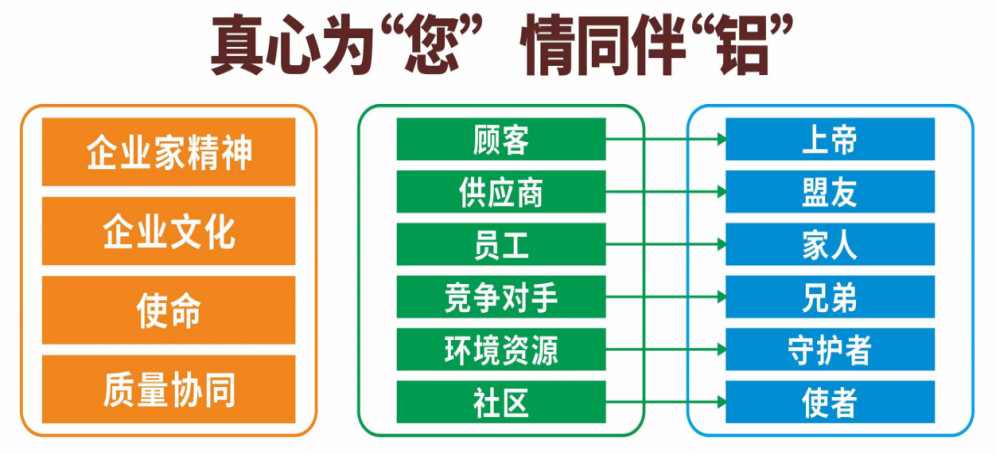 真心为“您” 情同伴“铝”
企业家精神
企业文化
使命
质量协同
顾客
供应商
员工
竞争对手
环境资源
社区
上帝
盟友
家人
兄弟
守护者
使者